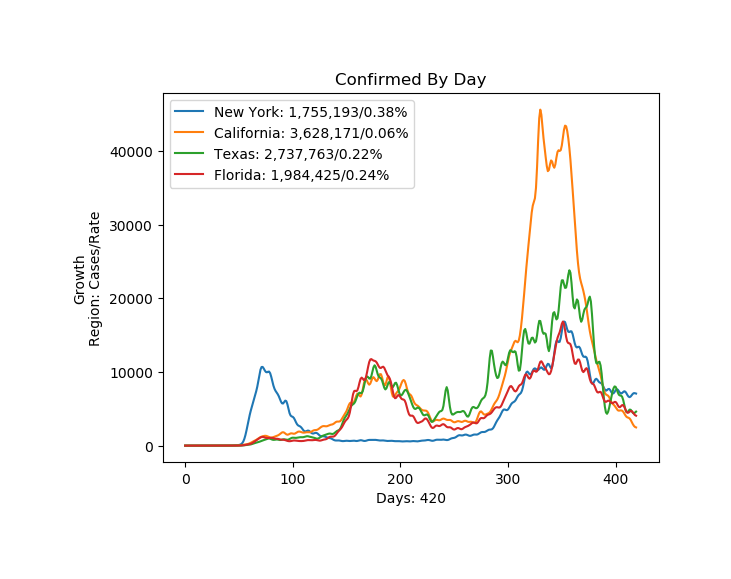 Confirmed By Day
New York: 1,755,193/0.38%
California: 3,628,171/0.06%
Texas: 2,737,763/0.22%
Florida: 1,984,425/0.24%
Growth
Region: Cases/Rate
40000
30000
20000
10000
0
0 100 200 300 400
Days: 420